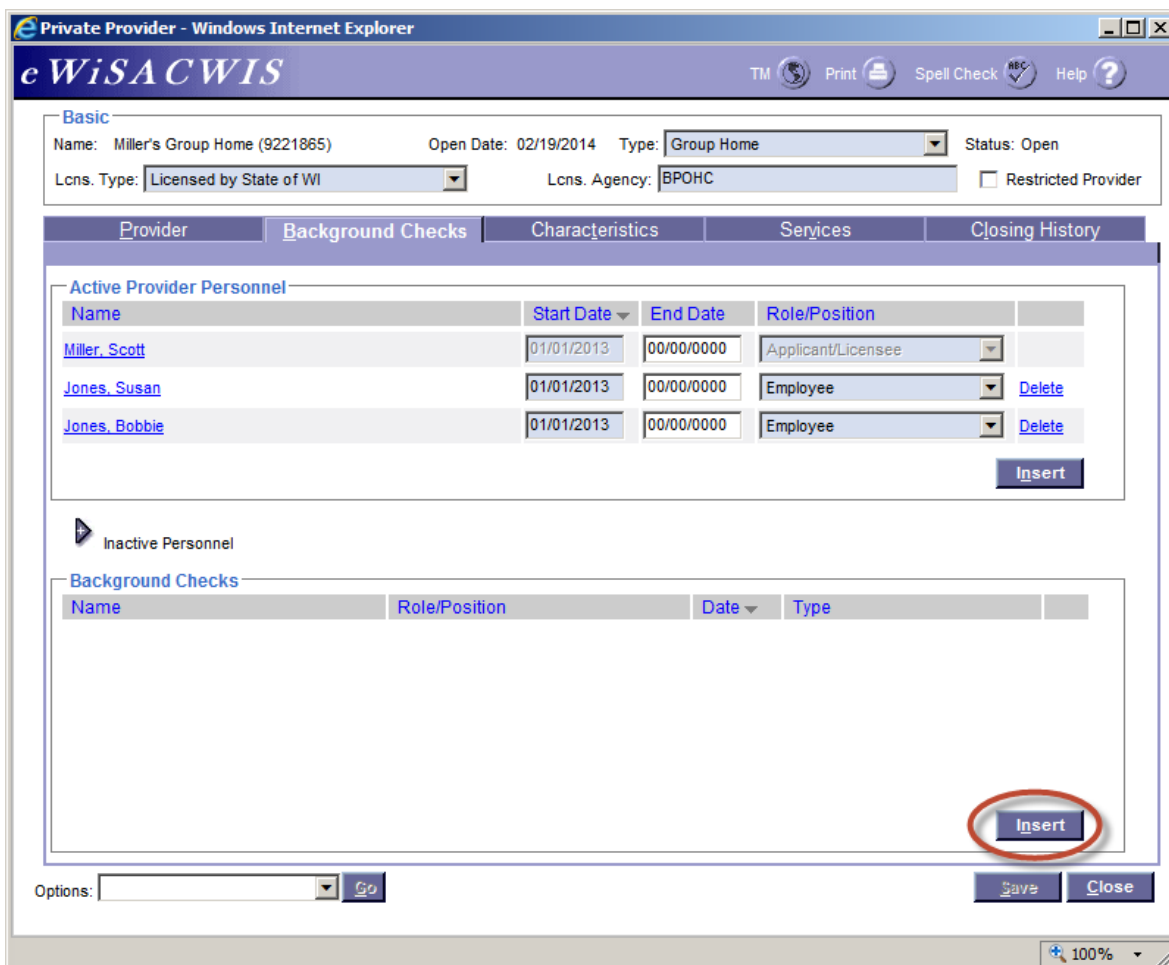 Private Provider - Windows Internet Explorer
e WiSACWIS TM Print ABC Spell Check Help ?
Basic
Name: Miller's Group Home (9221865) Open Date: 02/19/2014 Type: Group Home Status: Open
Lcns. Type: Licensed by State of WI Lcns. Agency: BPOHC Restricted Provider
Provider Background Checks Characteristics Services Closing History
Active Provider Personnel
Name Start Date End Date Role/Position
Miller, Scott 01/01/2013 00/00/0000 Applicant/Licensee
Jones, Susan 01/01/2013 00/00/0000 Employee Delete
Jones, Bobbie 01/01/2013 00/00/0000 Employee Delete
Insert
Inactive Personnel
Background Checks
Name Role/Position Date Type
Insert
Options: Go Save Close
100%